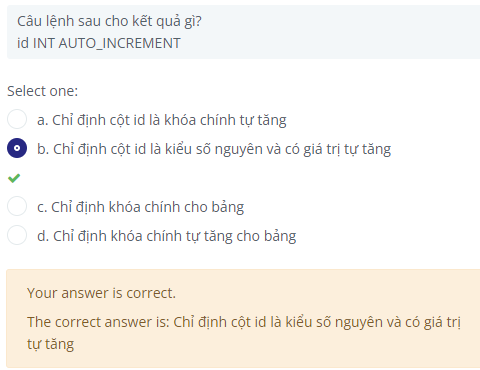 Câu lệnh sau cho kết quả gì?
id INT AUTO_INCREMENT
Select one:
a. Chỉ định cột id là khóa chính tự tăng
b. Chỉ định cột id là kiểu số nguyên và có giá trị tự tăng
c. Chỉ định khóa chính cho bảng
d. Chỉ định khóa chính tự tăng cho bảng
Your answer is correct.
The correct answer is: Chỉ định cột id là kiểu số nguyên và có giá trị
tự tăng